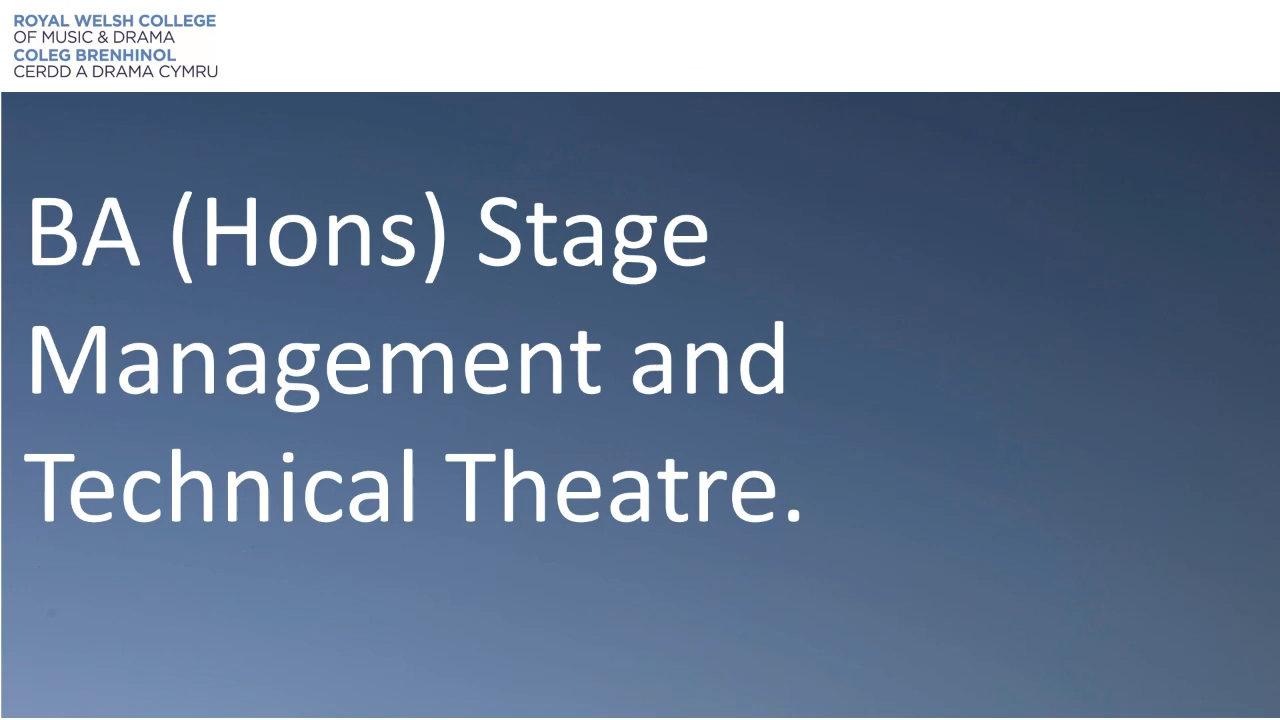 ROYAL WELSH COLLEGE
OF MUSIC & DRAMA
COLEG BRENHINOL
CERDD A DRAMA CYMRU
BA (Hons) Stage
Management and
Technical Theatre.